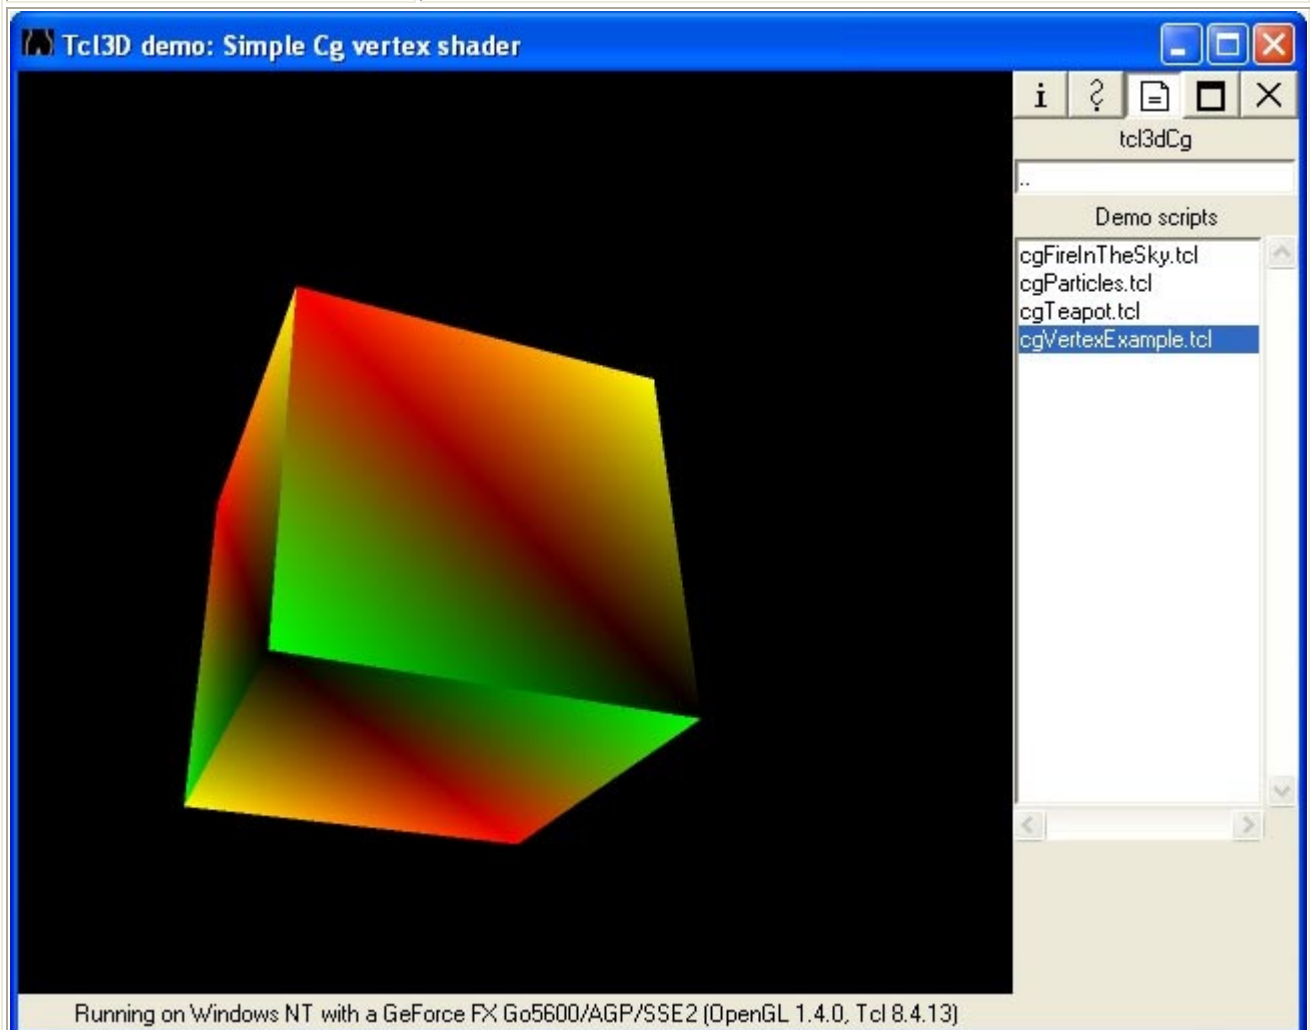 Tcl3D demo: Simple Cg vertex shader
tcl3dCg
..
Demo scripts
cgFireInTheSky.tcl
cgParticles.tcl
cgTeapot.tcl
cgVertexExample.tcl
Running on Windows NT with a GeForce FX Go5600/AGP/SSE2 (OpenGL 1.4.0, Tcl 8.4.13)